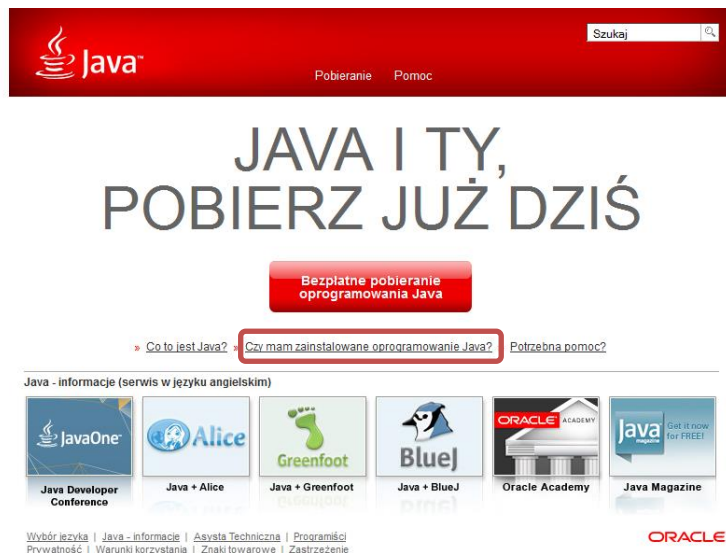 Java™
Szukaj
Pobieranie Pomoc
JAVA I TY,
POBIERZ JUŻ DZIŚ
Bezpłatne pobieranie
oprogramowania Java
» Co to jest Java? » Czy mam zainstalowane oprogramowanie Java? Potrzebna pomoc?
Java - informacje (serwis w języku angielskim)
JavaOne™
Alice
Greenfoot
BlueJ
ORACLE ACADEMY
Java magazine
Get it now
for FREE!
Java Developer
Conference
Java + Alice
Java + Greenfoot
Java + BlueJ
Oracle Academy
Java Magazine
Wybór języka | Java - informacje | Asysta Techniczna | Programiści
Prywatność | Warunki korzystania | Znaki towarowe | Zastrzeżenie
ORACLE